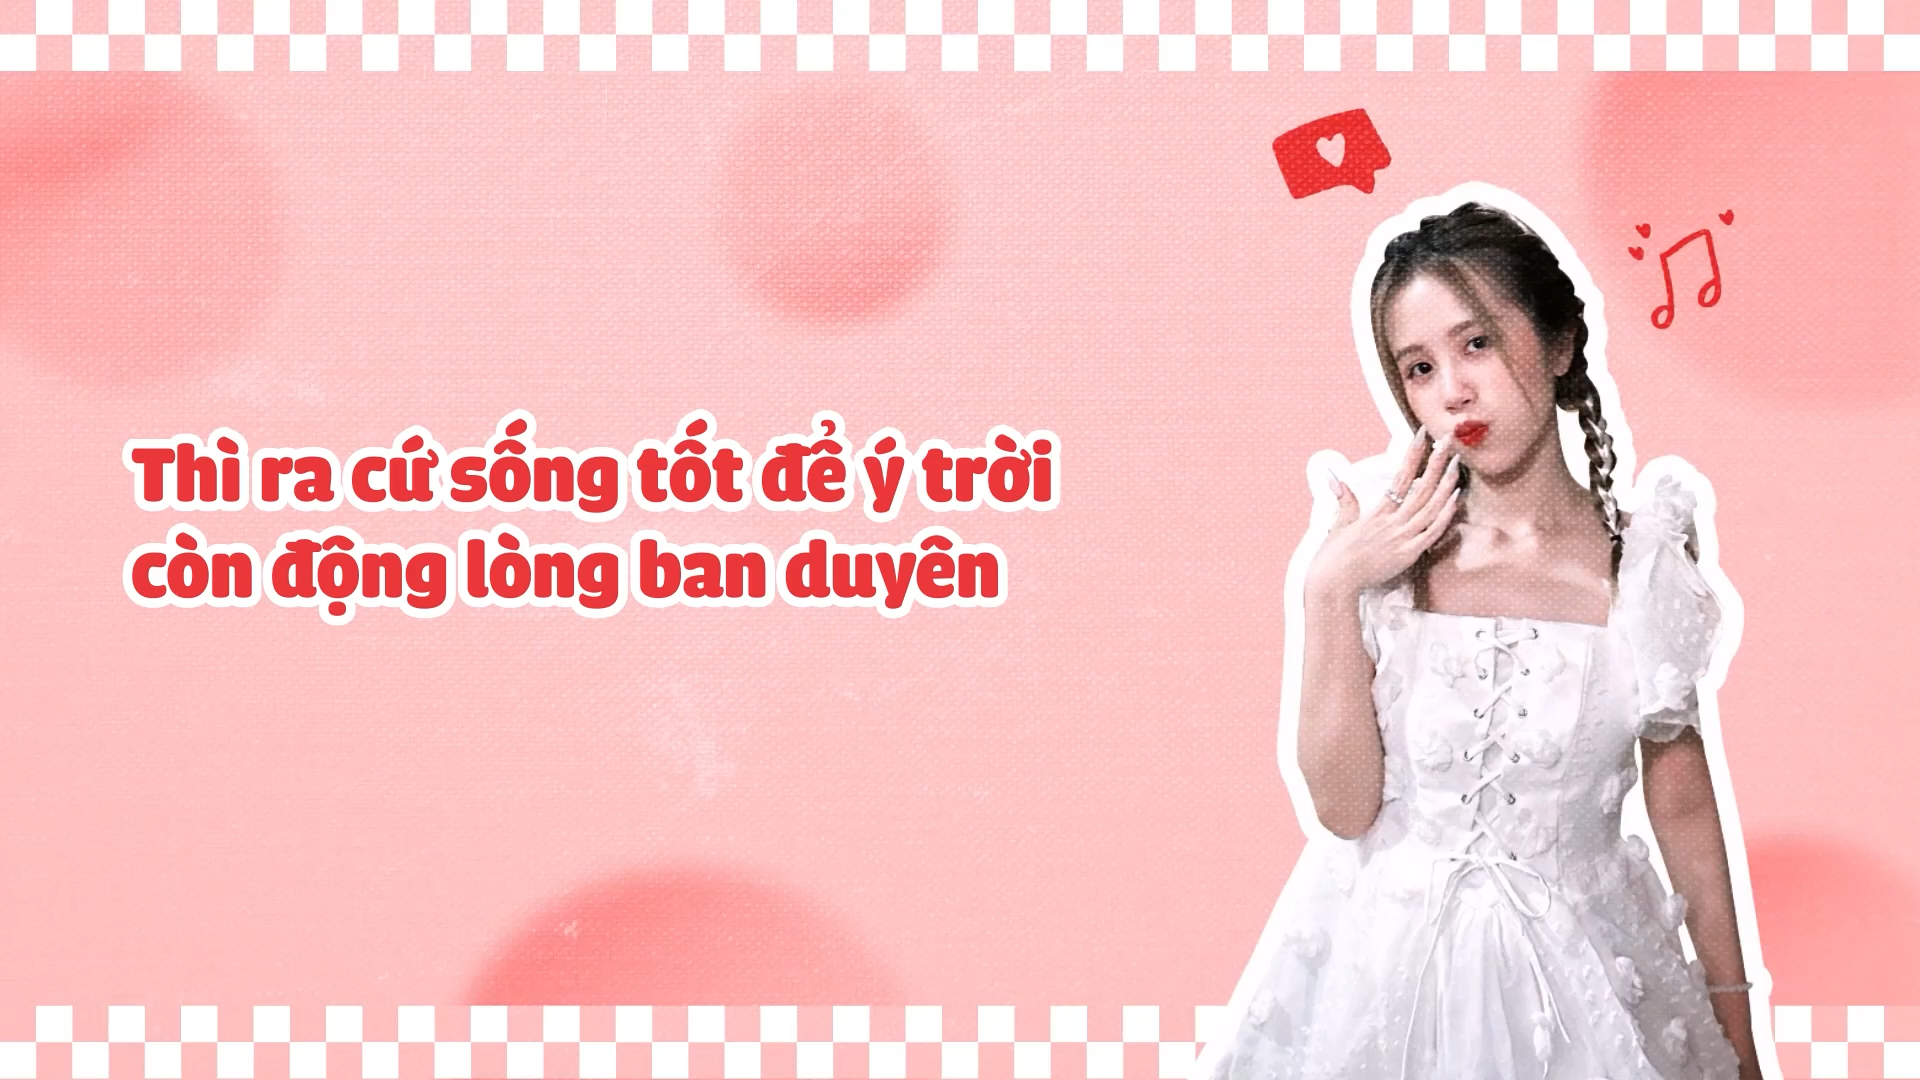 Thì ra cứ sống tốt để ý trời
còn động lòng ban duyên